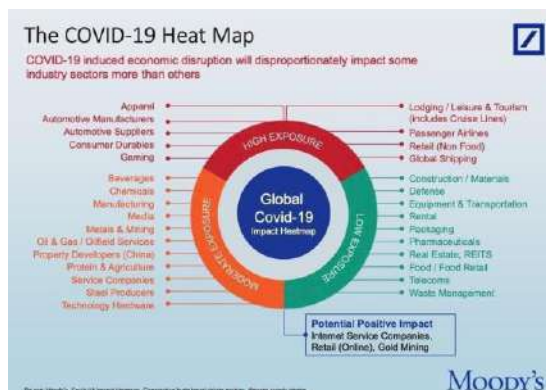 The COVID-19 Heat Map
COVID-19 induced economic disruption will disproportionately impact some
industry sectors more than others
Apparel
Automotive Manufacturers
Automotive Suppliers
Consumer Durables
Gaming
Lodging / Leisure & Tourism
(includes Cruise Lines)
Passenger Airlines
Retail (Non Food)
Global Shipping
HIGH EXPOSURE
Beverages
Chemicals
Manufacturing
Media
Metals & Mining
Oil & Gas / Oilfield Services
Property Developers (China)
Protein & Agriculture
Service Companies
Steel Producers
Technology Hardware
MODERATE EXPOSURE
Global
Covid-19
Impact Heatmap
LOW EXPOSURE
Construction / Materials
Defense
Equipment & Transportation
Rental
Packaging
Pharmaceuticals
Real Estate, REITS
Food / Food Retail
Telecoms
Waste Management
Potential Positive Impact
Internet Service Companies,
Retail (Online), Gold Mining
Moody's